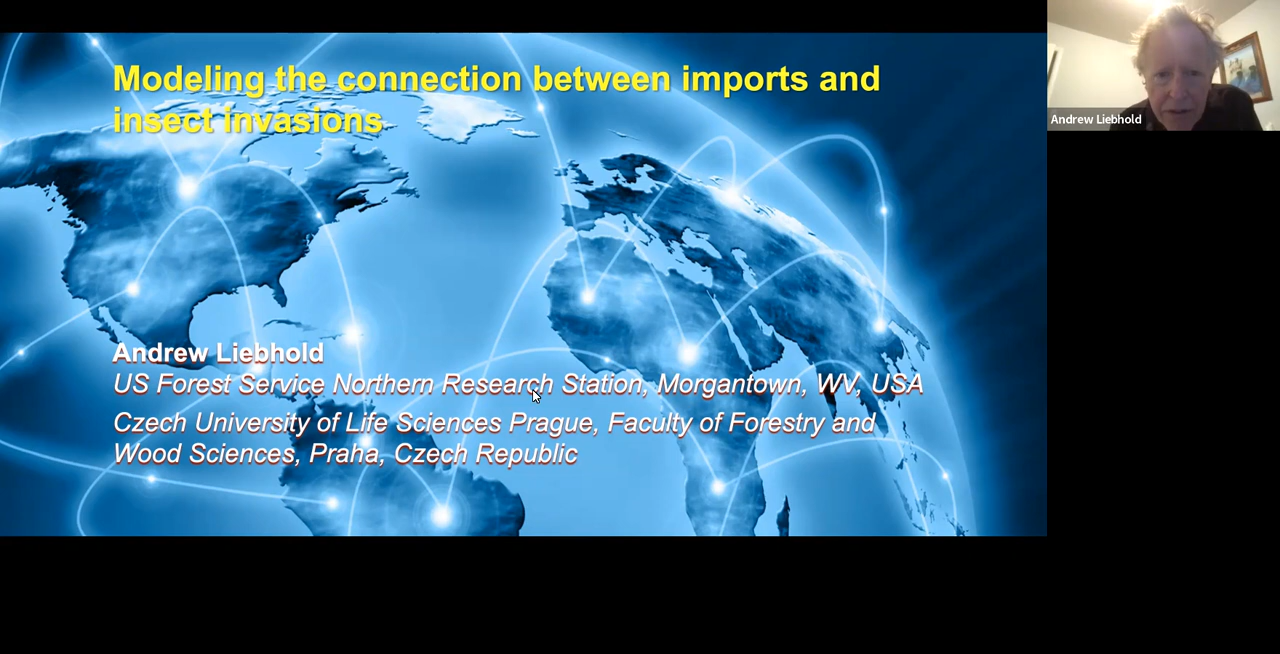 Modeling the connection between imports and
insect invasions
Andrew Liebhold
Andrew Liebhold
US Forest Service Northern Research Station, Morgantown, WV, USA
Czech University of Life Sciences Prague, Faculty of Forestry and
Wood Sciences, Praha, Czech Republic